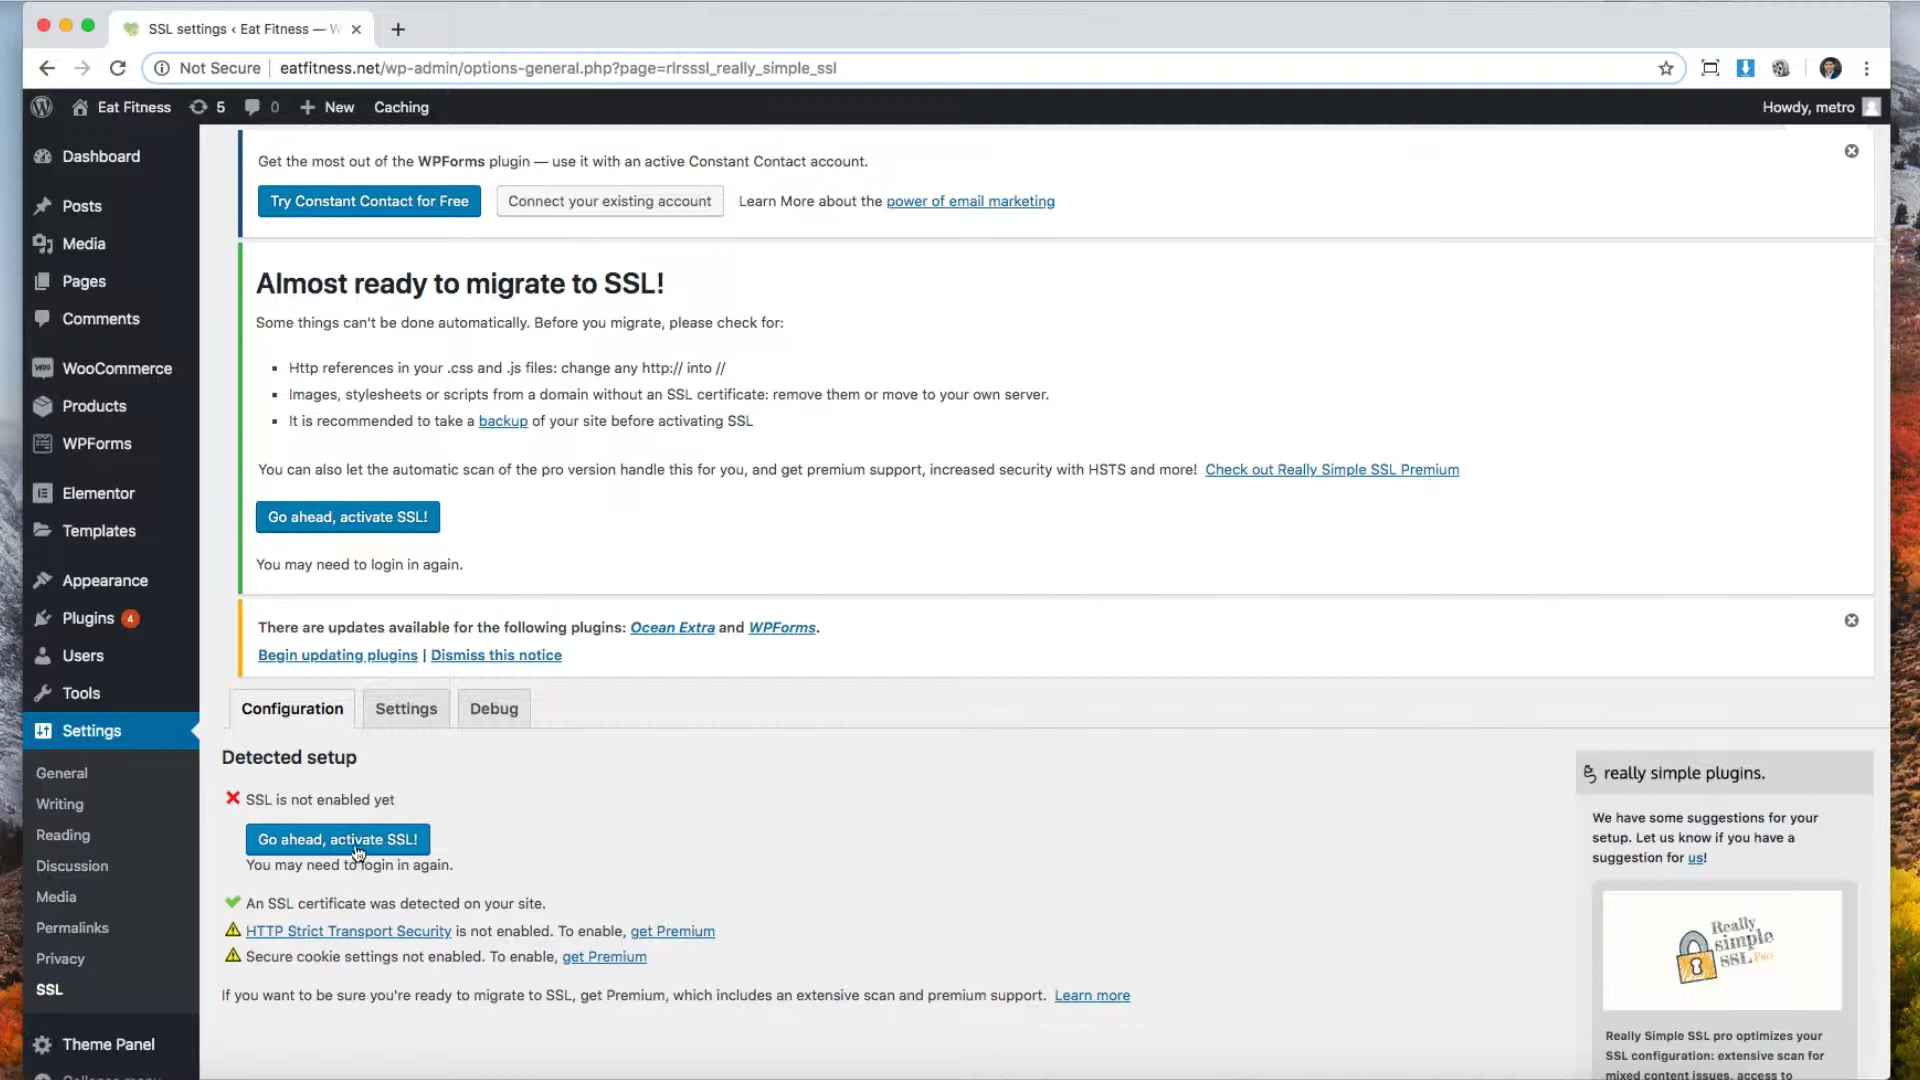 SSL settings ‹ Eat Fitness — W
Not Secure
eatfitness.net/wp-admin/options-general.php?page=rlrsssl_really_simple_ssl
Eat Fitness
5
0
New
Caching
Howdy, metro
Dashboard
Posts
Media
Pages
Comments
WooCommerce
Products
WPForms
Elementor
Templates
Appearance
Plugins 4
Users
Tools
Settings
General
Writing
Reading
Discussion
Media
Permalinks
Privacy
SSL
Theme Panel
Collapse menu
Get the most out of the WPForms plugin — use it with an active Constant Contact account.
Try Constant Contact for Free
Connect your existing account
Learn More about the power of email marketing
Almost ready to migrate to SSL!
Some things can't be done automatically. Before you migrate, please check for:
Http references in your .css and .js files: change any http:// into //
Images, stylesheets or scripts from a domain without an SSL certificate: remove them or move to your own server.
It is recommended to take a backup of your site before activating SSL
You can also let the automatic scan of the pro version handle this for you, and get premium support, increased security with HSTS and more! Check out Really Simple SSL Premium
Go ahead, activate SSL!
You may need to login in again.
There are updates available for the following plugins: Ocean Extra and WPForms.
Begin updating plugins | Dismiss this notice
Configuration
Settings
Debug
Detected setup
SSL is not enabled yet
Go ahead, activate SSL!
You may need to login in again.
An SSL certificate was detected on your site.
HTTP Strict Transport Security is not enabled. To enable, get Premium
Secure cookie settings not enabled. To enable, get Premium
If you want to be sure you're ready to migrate to SSL, get Premium, which includes an extensive scan and premium support. Learn more
really simple plugins.
We have some suggestions for your
setup. Let us know if you have a
suggestion for us!
Really
simple
SSL Pro
Really Simple SSL pro optimizes your
SSL configuration: extensive scan for
mixed content issues, access to